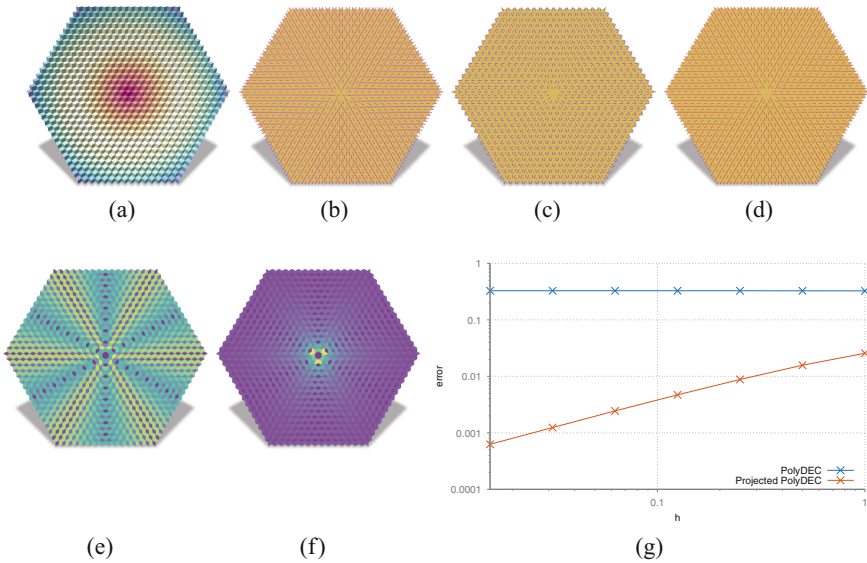 (a)
(b)
(c)
(d)
(e)
(f)
1
0.1
0.01
0.001
0.0001
error
PolyDEC
Projected PolyDEC
0.1
1
h
(g)